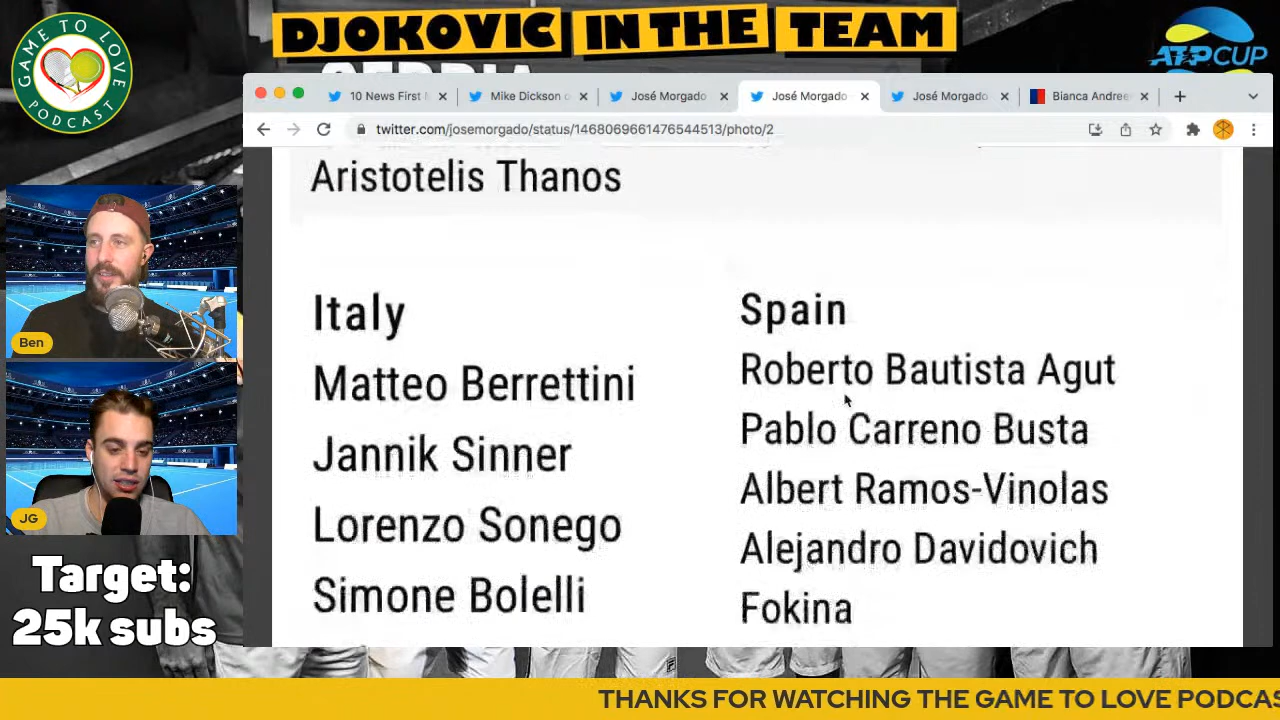 GAME TO LOVE
PODCAST
DJOKOVIC IN THE TEAM
SERBIA
ATP CUP
10 News First
Mike Dickson o
José Morgado
José Morgado
José Morgado
Bianca Andree
twitter.com/josemorgado/status/1468069661476544513/photo/2
Aristotelis Thanos
Italy
Matteo Berrettini
Jannik Sinner
Lorenzo Sonego
Simone Bolelli
Spain
Roberto Bautista Agut
Pablo Carreno Busta
Albert Ramos-Vinolas
Alejandro Davidovich
Fokina
Ben
JG
Target:
25k subs
THANKS FOR WATCHING THE GAME TO LOVE PODCAS